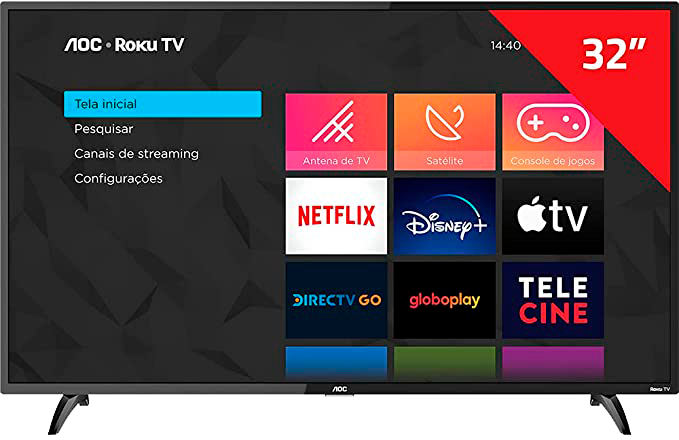 AOC • Roku TV
14:40
32"
Tela inicial
Pesquisar
Canais de streaming
Configurações
Antena de TV
Satélite
Console de jogos
NETFLIX
Disney+
tv
DIRECTV GO
globoplay
TELE
CINE
AOC
Roku TV